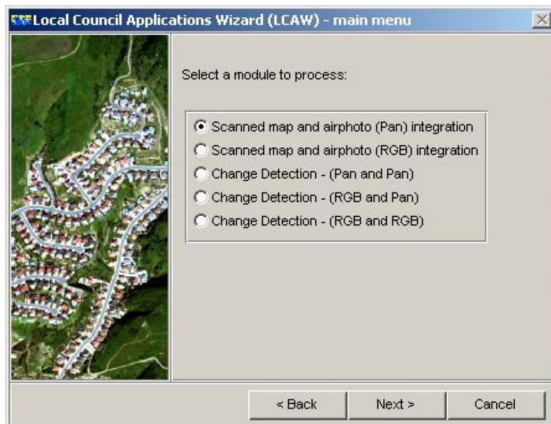 Local Council Applications Wizard (LCAW) - main menu
Select a module to process:
Scanned map and airphoto (Pan) integration
Scanned map and airphoto (RGB) integration
Change Detection - (Pan and Pan)
Change Detection - (RGB and Pan)
Change Detection - (RGB and RGB)
< Back Next > Cancel